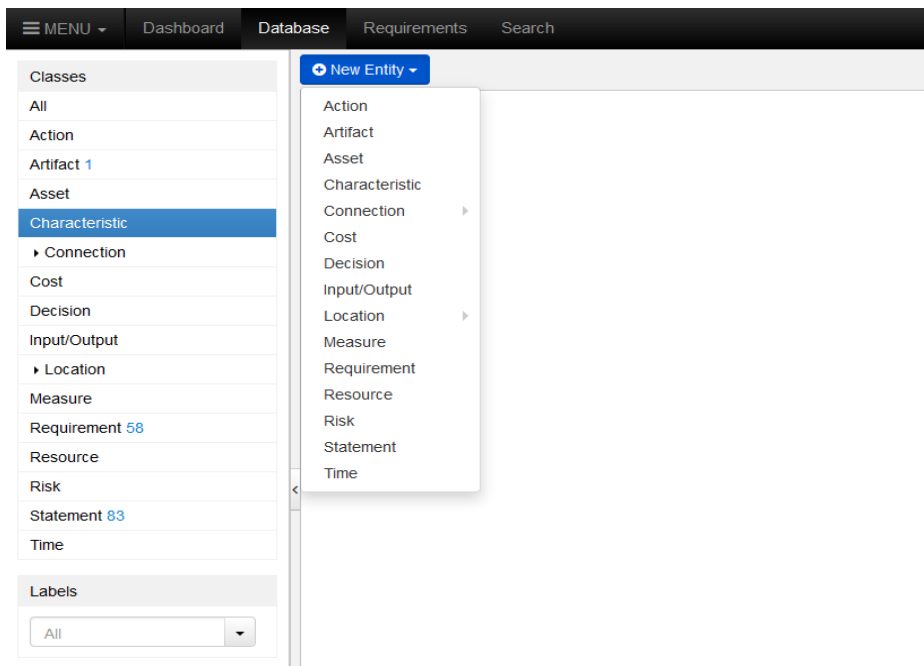 MENU Dashboard Database Requirements Search
Classes
All
Action
Artifact 1
Asset
Characteristic
Connection
Cost
Decision
Input/Output
Location
Measure
Requirement 58
Resource
Risk
Statement 83
Time
Labels
All
New Entity
Action
Artifact
Asset
Characteristic
Connection
Cost
Decision
Input/Output
Location
Measure
Requirement
Resource
Risk
Statement
Time